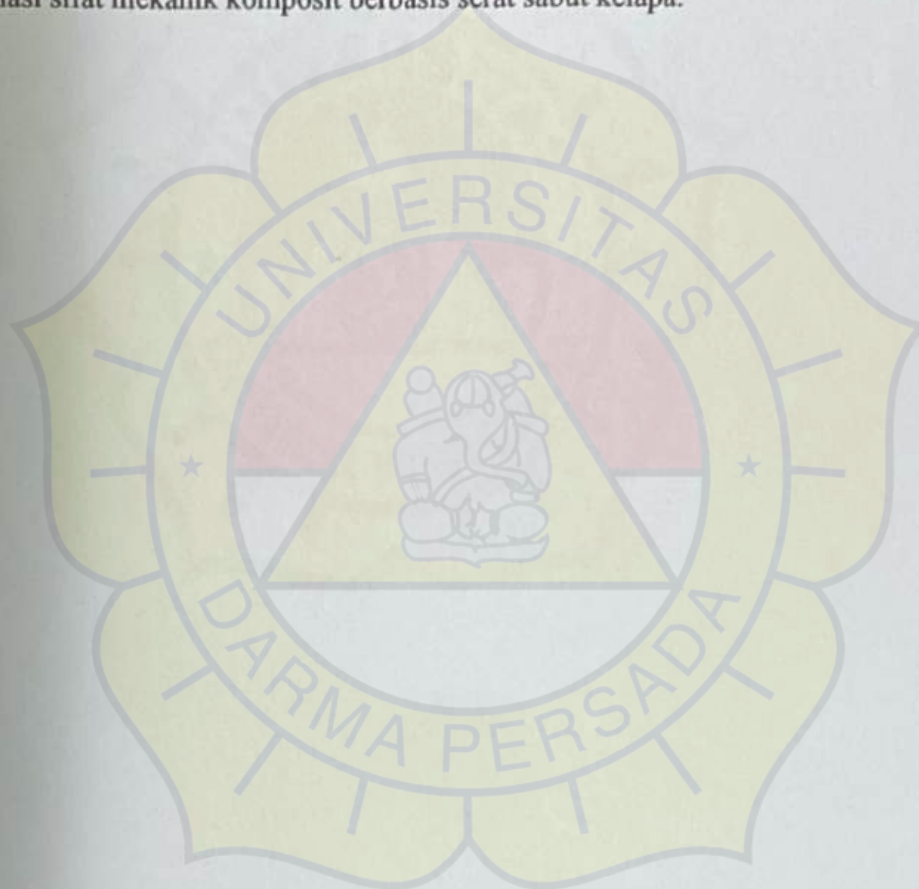 sifat mekanik komposit berbasis serat sabut kelapa.
UNIVERSITAS
DARMA PERSADA